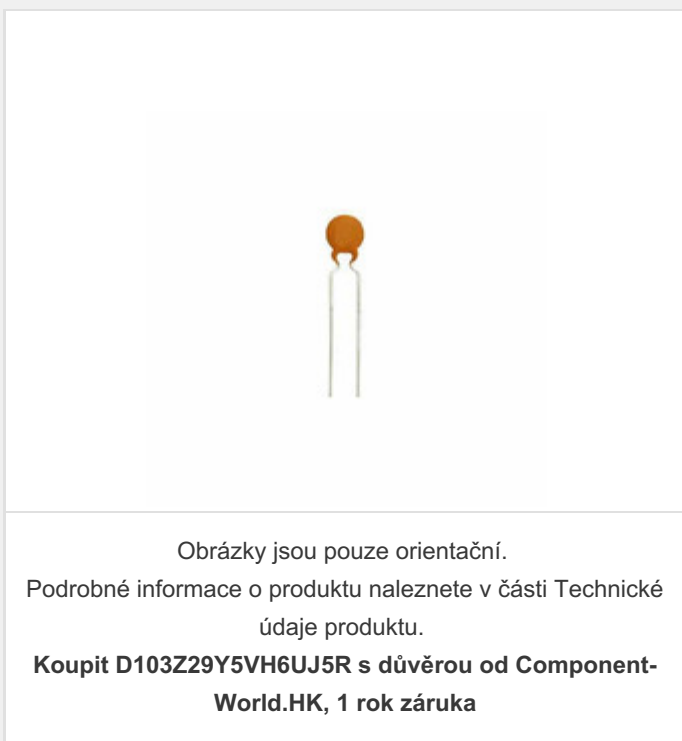 Obrázky jsou pouze orientační.
Podrobné informace o produktu naleznete v části Technické
údaje produktu.
Koupit D103Z29Y5VH6UJ5R s důvěrou od Component-
World.HK, 1 rok záruka